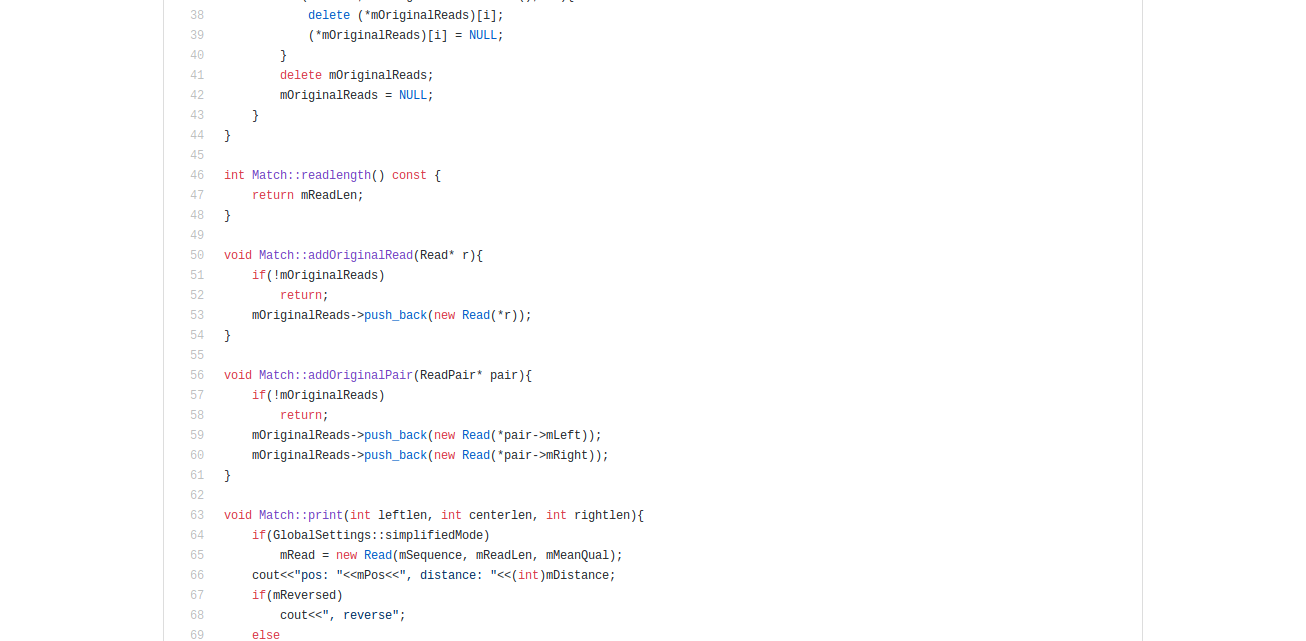 38 delete (*mOriginalReads)[i];
39 (*mOriginalReads)[i] = NULL;
40 }
41 delete mOriginalReads;
42 mOriginalReads = NULL;
43 }
44 }
45
46 int Match::readlength() const {
47 return mReadLen;
48 }
49
50 void Match::addOriginalRead(Read* r){
51 if(!mOriginalReads)
52 return;
53 mOriginalReads->push_back(new Read(*r));
54 }
55
56 void Match::addOriginalPair(ReadPair* pair){
57 if(!mOriginalReads)
58 return;
59 mOriginalReads->push_back(new Read(*pair->mLeft));
60 mOriginalReads->push_back(new Read(*pair->mRight));
61 }
62
63 void Match::print(int leftlen, int centerlen, int rightlen){
64 if(GlobalSettings::simplifiedMode)
65 mRead = new Read(mSequence, mReadLen, mMeanQual);
66 cout<<"pos: "<<mPos<<", distance: "<<(int)mDistance;
67 if(mReversed)
68 cout<<", reverse";
69 else